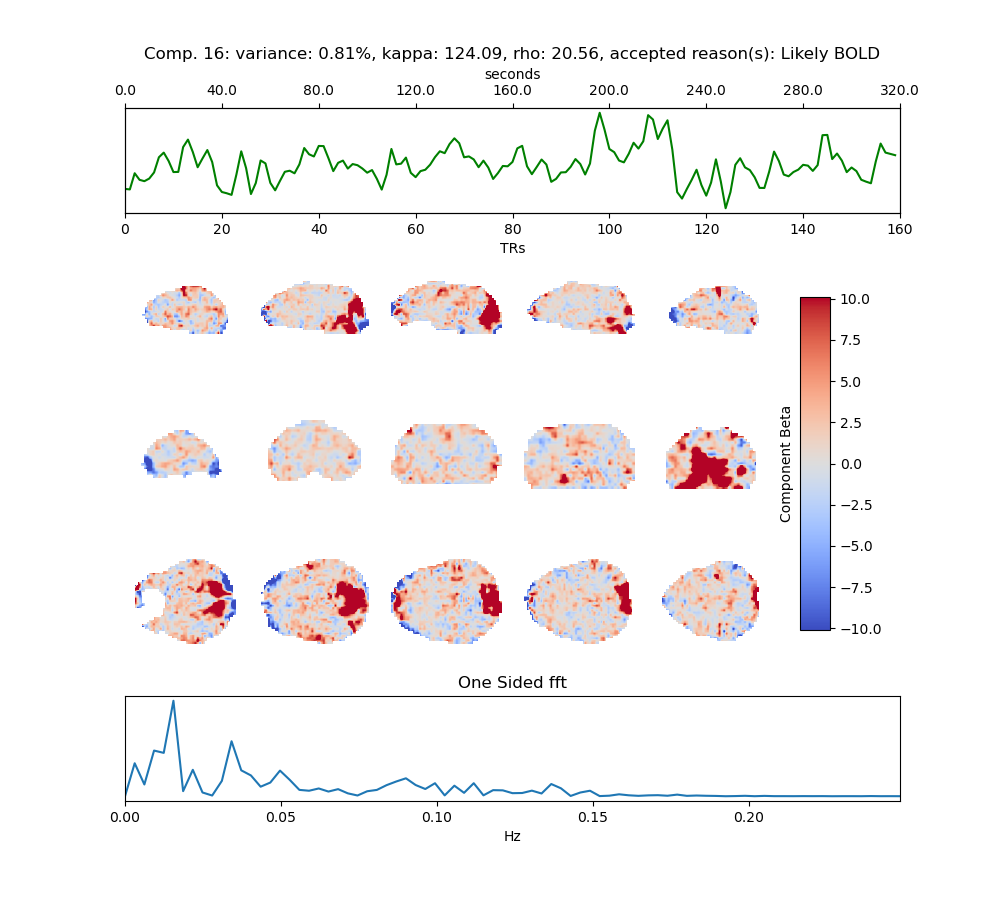 Comp. 16: variance: 0.81%, kappa: 124.09, rho: 20.56, accepted reason(s): Likely BOLD
seconds
0.0 40.0 80.0 120.0 160.0 200.0 240.0 280.0 320.0
0 20 40 60 80 100 120 140 160
TRs
10.0
7.5
5.0
2.5
0.0
−2.5
−5.0
−7.5
−10.0
Component Beta
One Sided fft
0.00 0.05 0.10 0.15 0.20
Hz